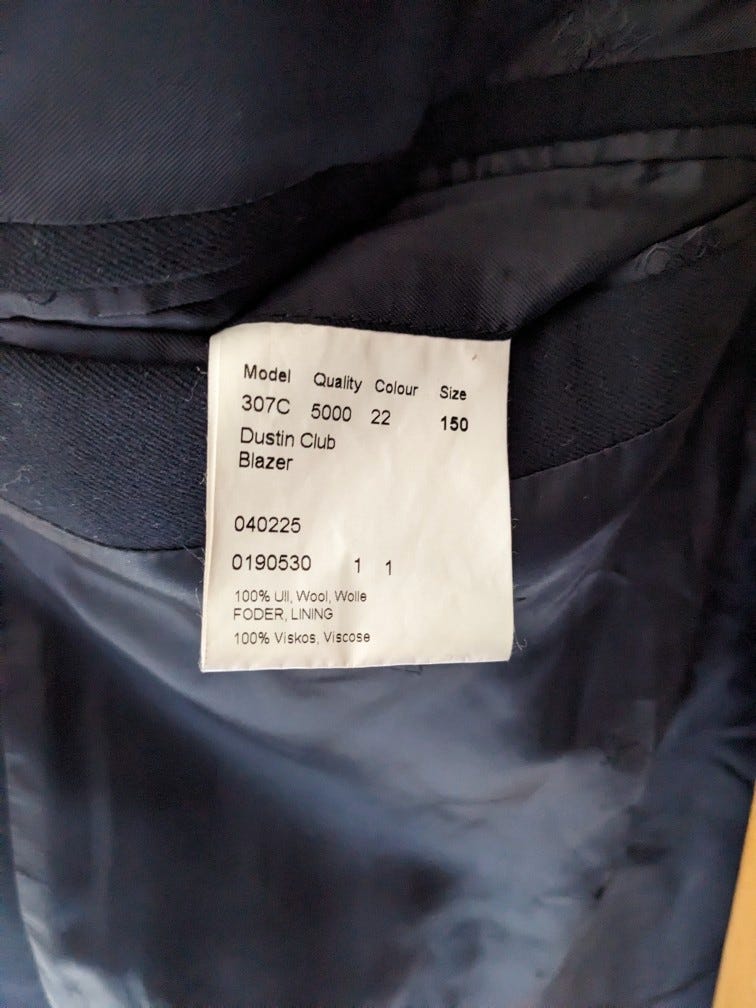 Model Quality Colour Size
307C 5000 22 150
Dustin Club
Blazer
040225
0190530 1 1
100% Ull, Wool, Wolle
FODER, LINING
100% Viskos, Viscose